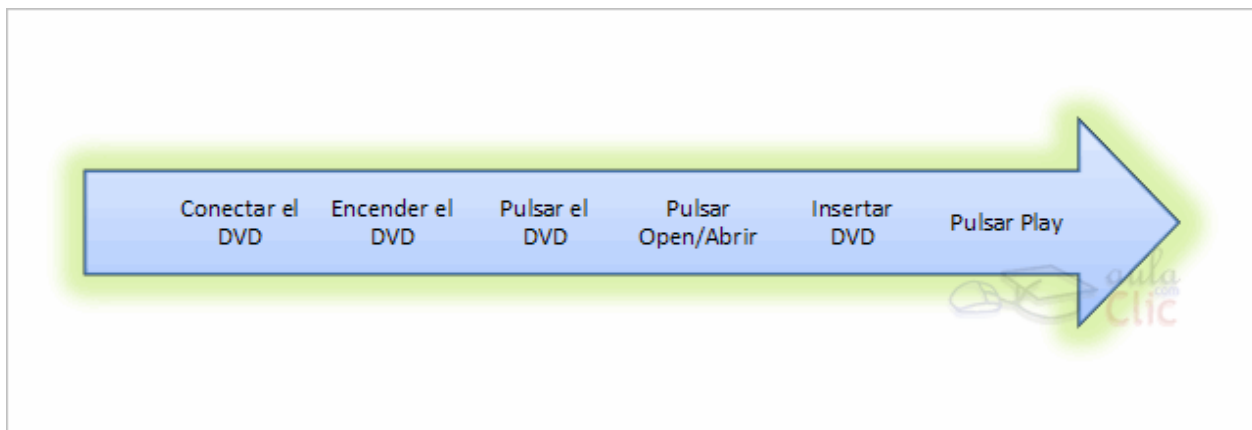 Conectar el
DVD
Encender el
DVD
Pulsar el
DVD
Pulsar
Open/Abrir
Insertar
DVD
Pulsar Play
aula
.com
Clic